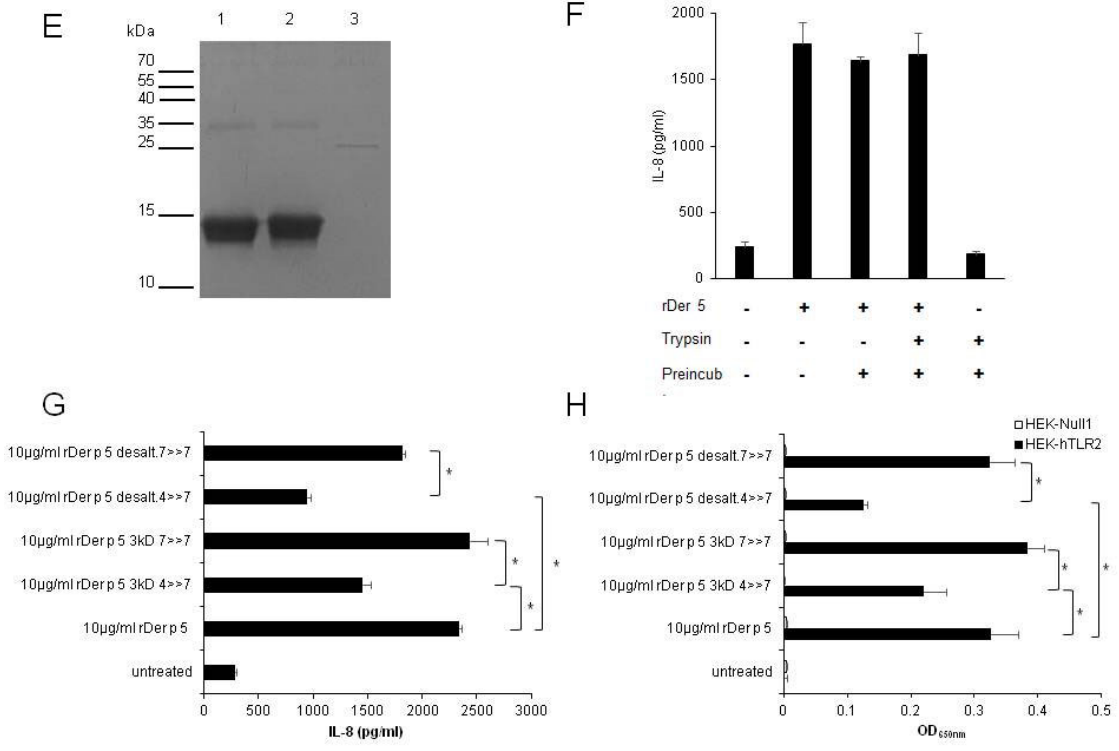 E
1 2 3
kDa
70
55
40
35
25
15
10
F
2000
1500
1000
500
0
IL-8 (pg/ml)
rDer 5 - + + + -
Trypsin - - - + +
Preincub - - + + +
G
10µg/ml rDer p 5 desalt.7>>7
10µg/ml rDer p 5 desalt.4>>7
10µg/ml rDer p 5 3kD 7>>7
10µg/ml rDer p 5 3kD 4>>7
10µg/ml rDer p 5
untreated
* * * *
0 500 1000 1500 2000 2500 3000
IL-8 (pg/ml)
H
HEK-Null1
HEK-hTLR2
10µg/ml rDer p 5 desalt.7>>7
10µg/ml rDer p 5 desalt.4>>7
10µg/ml rDer p 5 3kD 7>>7
10µg/ml rDer p 5 3kD 4>>7
10µg/ml rDer p 5
untreated
* * * *
0 0.1 0.2 0.3 0.4 0.5
OD650nm